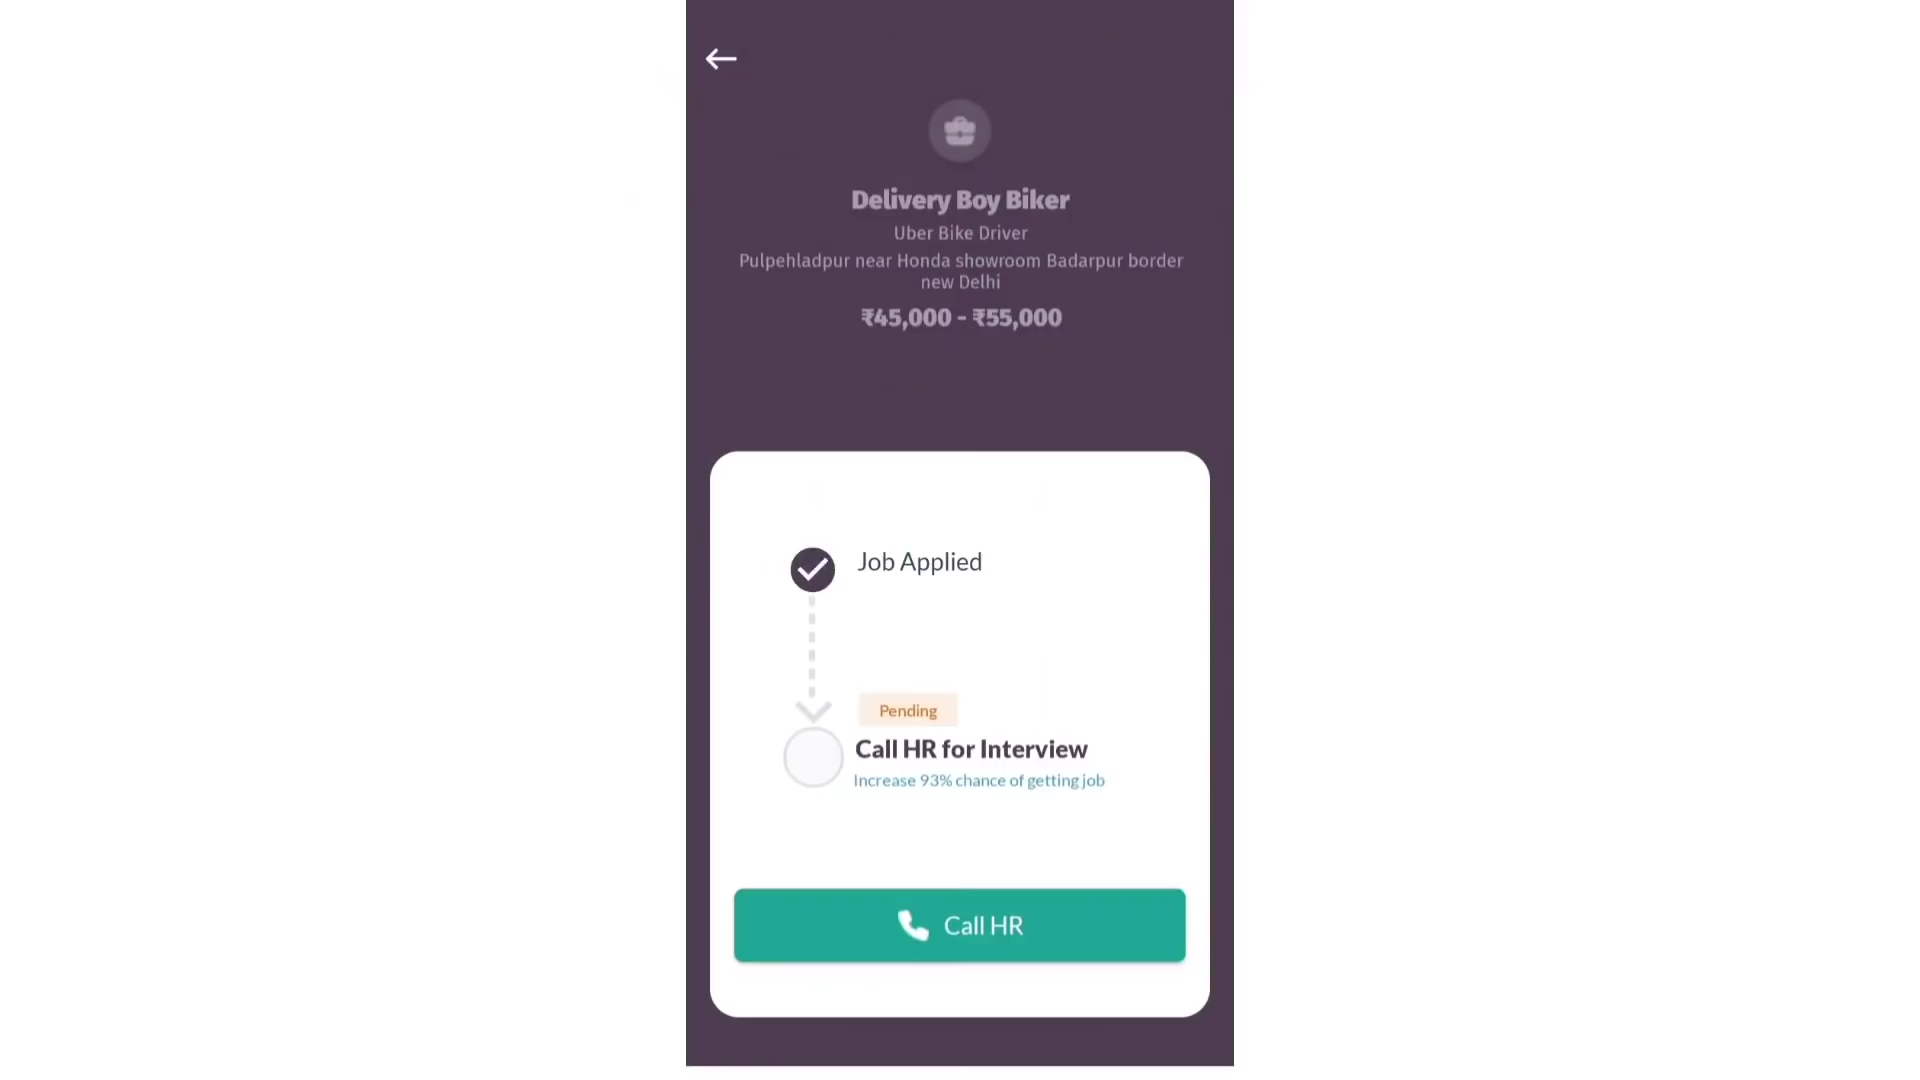 Delivery Boy Biker
Uber Bike Driver
Pulpehladpur near Honda showroom Badarpur border
new Delhi
₹45,000 - ₹55,000
Job Applied
Pending
Call HR for Interview
Increase 93% chance of getting job
Call HR